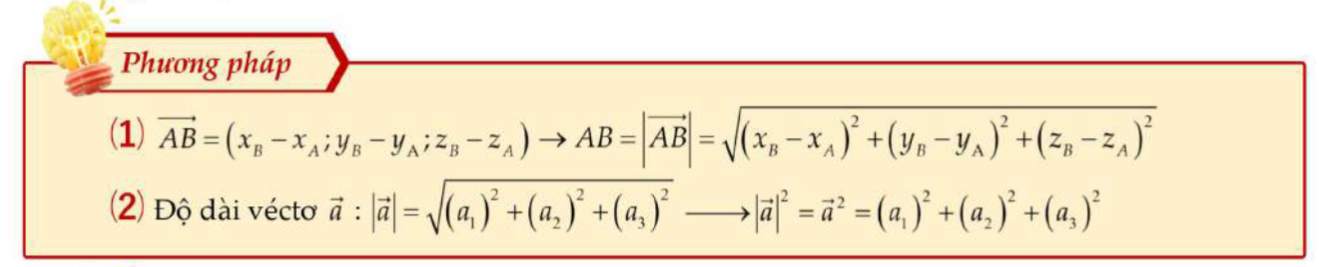 Phương pháp
(1) $\overrightarrow{AB} = (x_B - x_A; y_B - y_A; z_B - z_A) \rightarrow AB = |\overrightarrow{AB}| = \sqrt{(x_B - x_A)^2 + (y_B - y_A)^2 + (z_B - z_A)^2}$
(2) Độ dài véctơ $\vec{a}$ : $|\vec{a}| = \sqrt{(a_1)^2 + (a_2)^2 + (a_3)^2} \longrightarrow |\vec{a}|^2 = \vec{a}^2 = (a_1)^2 + (a_2)^2 + (a_3)^2$